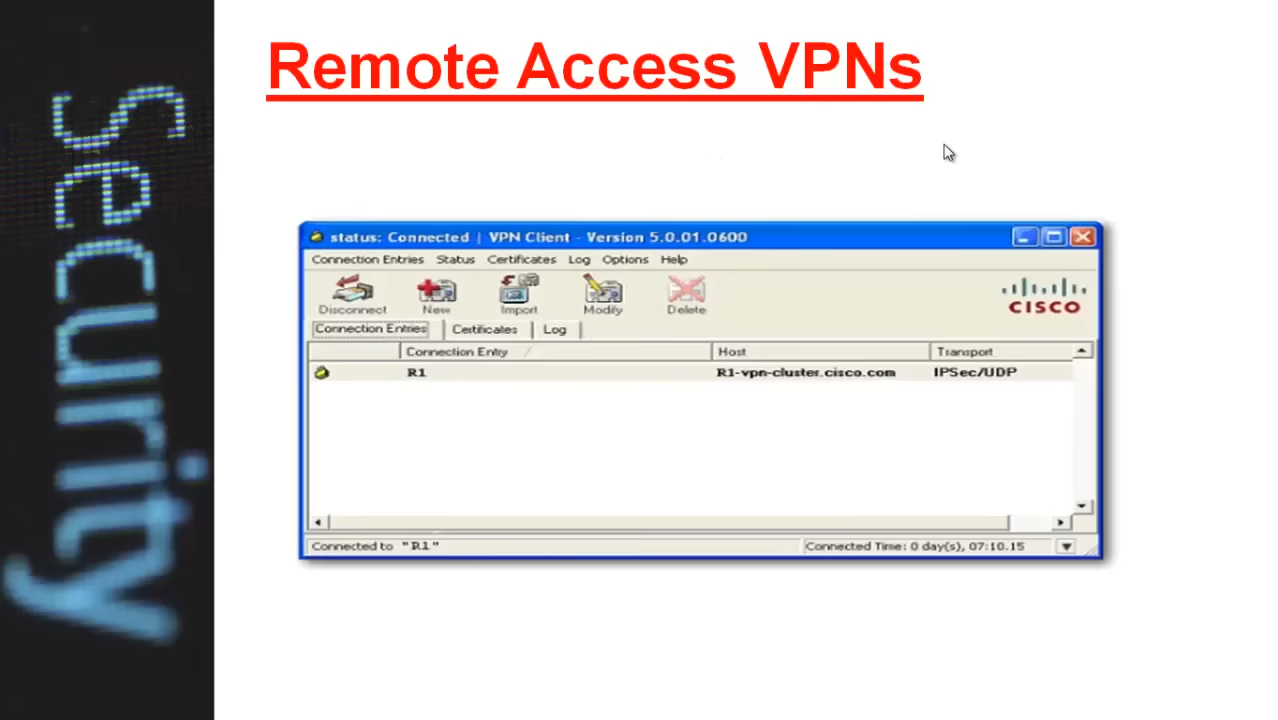 Security
Remote Access VPNs
status: Connected | VPN Client - Version 5.0.01.0600
Connection Entries Status Certificates Log Options Help
CISCO
Disconnect New Import Modify Delete
Connection Entries Certificates Log
Connection Entry Host Transport
R1 R1-vpn-cluster.cisco.com IPSec/UDP
Connected to "R1" Connected Time: 0 day(s), 07:10.15